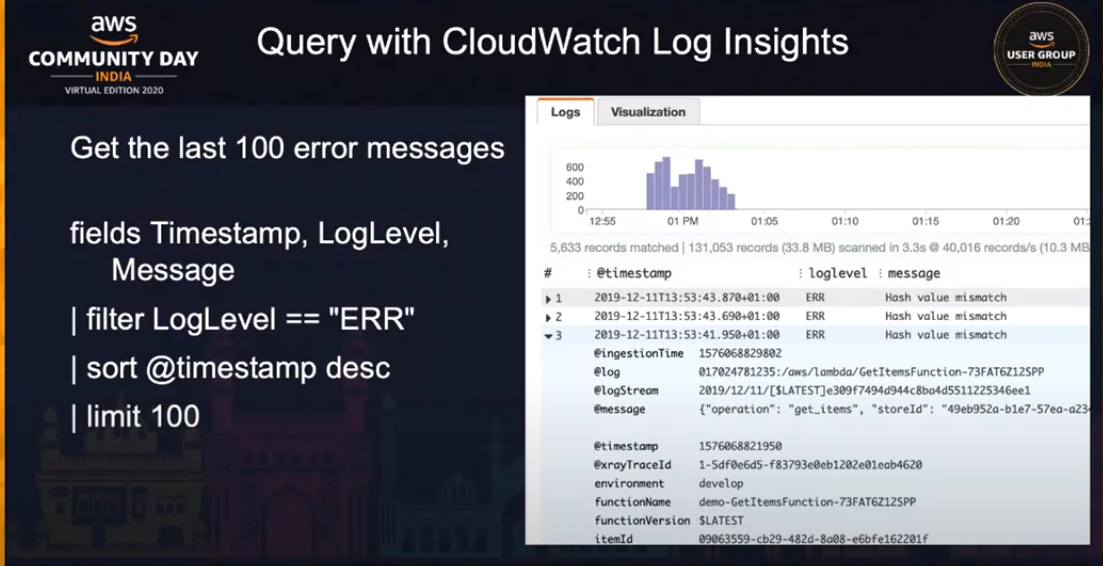 aws
COMMUNITY DAY
INDIA
VIRTUAL EDITION 2020
Query with CloudWatch Log Insights
aws
USER GROUP
INDIA
Get the last 100 error messages
fields Timestamp, LogLevel,
Message
| filter LogLevel == "ERR"
| sort @timestamp desc
| limit 100
Logs Visualization
600
400
200
0
12:55 01 PM 01:05 01:10 01:15 01:20
5,633 records matched | 131,053 records (33.8 MB) scanned in 3.3s @ 40,016 records/s (10.3 MB
# : @timestamp : loglevel : message
1 2019-12-11T13:53:43.870+01:00 ERR Hash value mismatch
2 2019-12-11T13:53:43.690+01:00 ERR Hash value mismatch
3 2019-12-11T13:53:41.950+01:00 ERR Hash value mismatch
@ingestionTime 1576068829802
@log 017024781235:/aws/lambda/GetItemsFunction-73FAT6Z12SPP
@logStream 2019/12/11/[$LATEST]e309f7494d944c8ba4d5511225346ee1
@message {"operation": "get_items", "storeId": "49eb952a-b1e7-57ea-a23
@timestamp 1576068821950
@xrayTraceId 1-5df0e6d5-f83793e0eb1202e01eab4620
environment develop
functionName demo-GetItemsFunction-73FAT6Z12SPP
functionVersion $LATEST
itemId 09063559-cb29-482d-8a08-e6bfe162201f